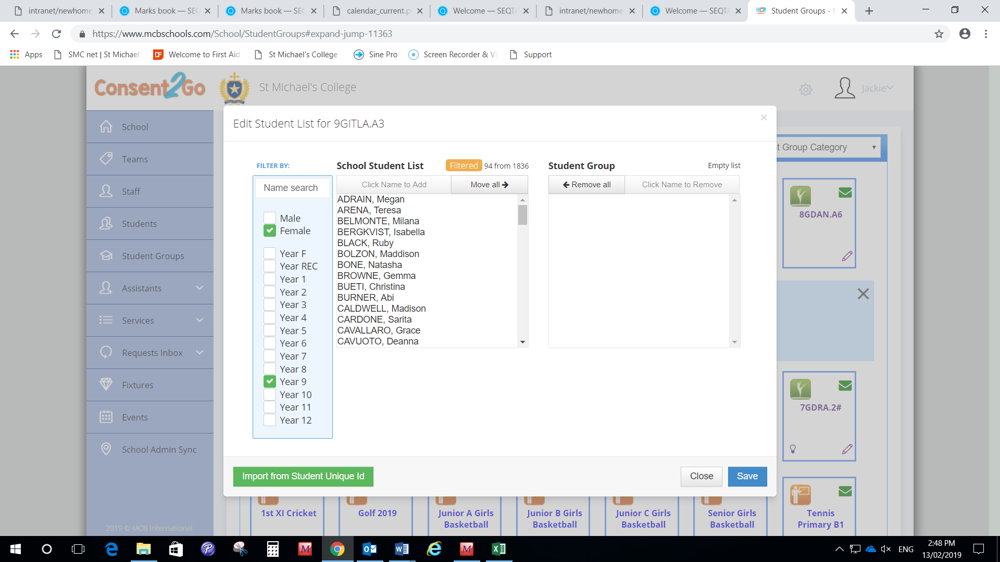 intranet/newhome.
Marks book — SEQ
Marks book — SEC
calendar_current.p
Welcome — SEQTA
intranet/newhome.
Welcome — SEQTA
MCB
Student Groups - M
https://www.mcbschools.com/School/StudentGroups#expand-jump-11363
Apps
SMC net | St Michael'
DF
Welcome to First Aid
St Michael's College -
Sine Pro
Screen Recorder & Vi
Support
Consent2Go
St Michael's College
Jackie
School
Teams
Staff
Students
Student Groups
Assistants
Services
Requests Inbox
Fixtures
Events
School Admin Sync
2019 © MCB International
Edit Student List for 9GITLA.A3
FILTER BY:
Name search
Male
Female
Year F
Year REC
Year 1
Year 2
Year 3
Year 4
Year 5
Year 6
Year 7
Year 8
Year 9
Year 10
Year 11
Year 12
School Student List
Filtered 94 from 1836
Click Name to Add
Move all
ADRAIN, Megan
ARENA, Teresa
BELMONTE, Milana
BERGKVIST, Isabella
BLACK, Ruby
BOLZON, Maddison
BONE, Natasha
BROWNE, Gemma
BUETI, Christina
BURNER, Abi
CALDWELL, Madison
CARDONE, Sarita
CAVALLARO, Grace
CAVUOTO, Deanna
Student Group
Empty list
Remove all
Click Name to Remove
Import from Student Unique Id
Close
Save
t Group Category
8GDAN.A6
7GDRA.2#
1st XI Cricket
Golf 2019
Junior A Girls
Basketball
Junior B Girls
Basketball
Junior C Girls
Basketball
Senior Girls
Basketball
Tennis
Primary B1
ENG
2:48 PM
13/02/2019